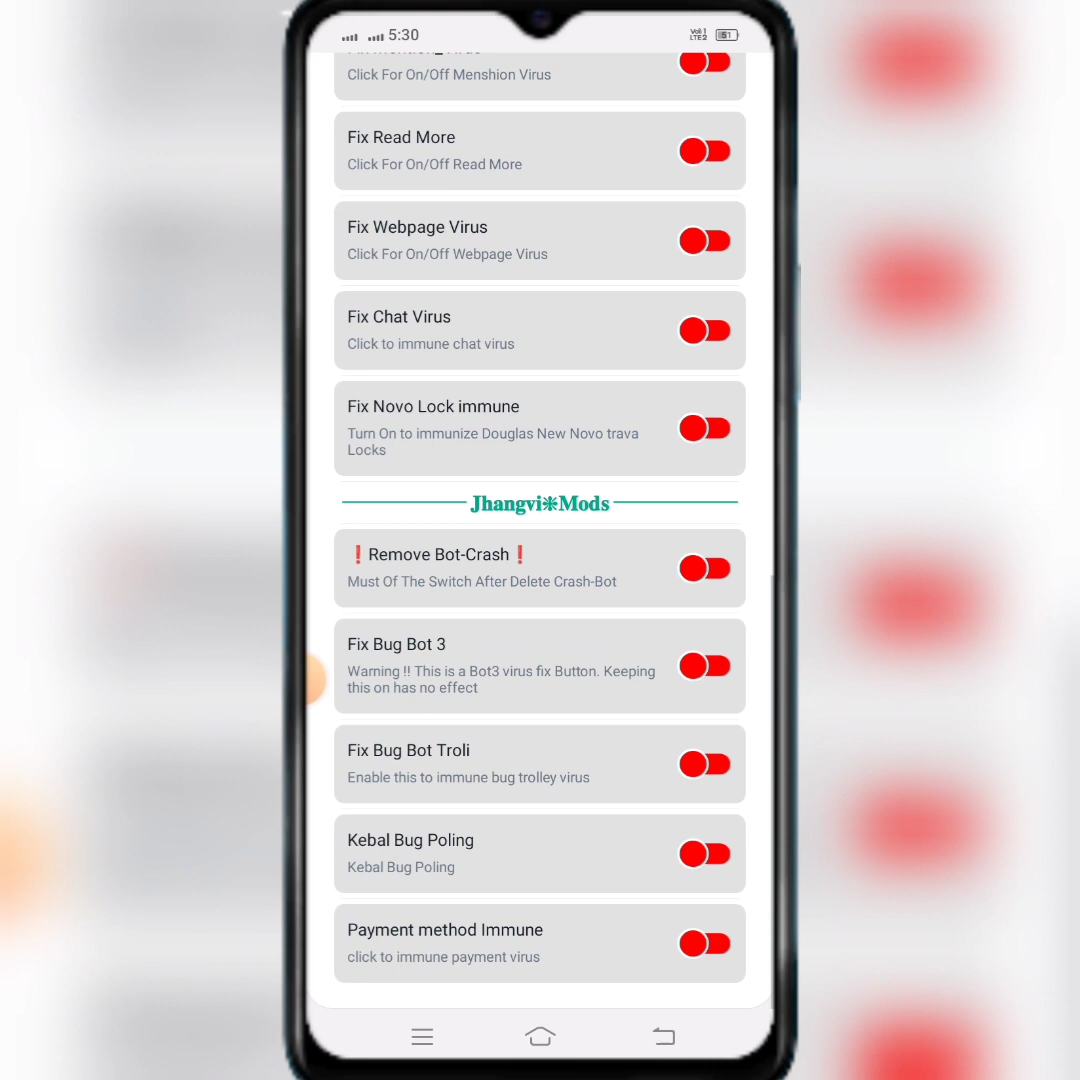 5:30
Vo)) 1
LTE2
51
Click For On/Off Menshion Virus
Fix Read More
Click For On/Off Read More
Fix Webpage Virus
Click For On/Off Webpage Virus
Fix Chat Virus
Click to immune chat virus
Fix Novo Lock immune
Turn On to immunize Douglas New Novo trava
Locks
Jhangvi❈Mods
❗Remove Bot-Crash❗
Must Of The Switch After Delete Crash-Bot
Fix Bug Bot 3
Warning !! This is a Bot3 virus fix Button. Keeping
this on has no effect
Fix Bug Bot Troli
Enable this to immune bug trolley virus
Kebal Bug Poling
Kebal Bug Poling
Payment method Immune
click to immune payment virus